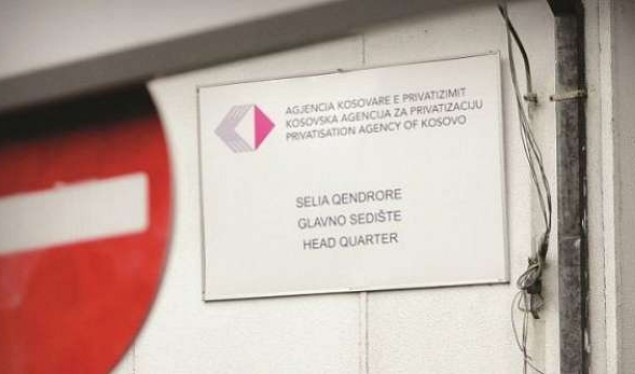 AGJENCIA KOSOVARE E PRIVATIZIMIT
KOSOVSKA AGENCIJA ZA PRIVATIZACIJU
PRIVATISATION AGENCY OF KOSOVO
SELIA QENDRORE
GLAVNO SEDIŠTE
HEAD QUARTER